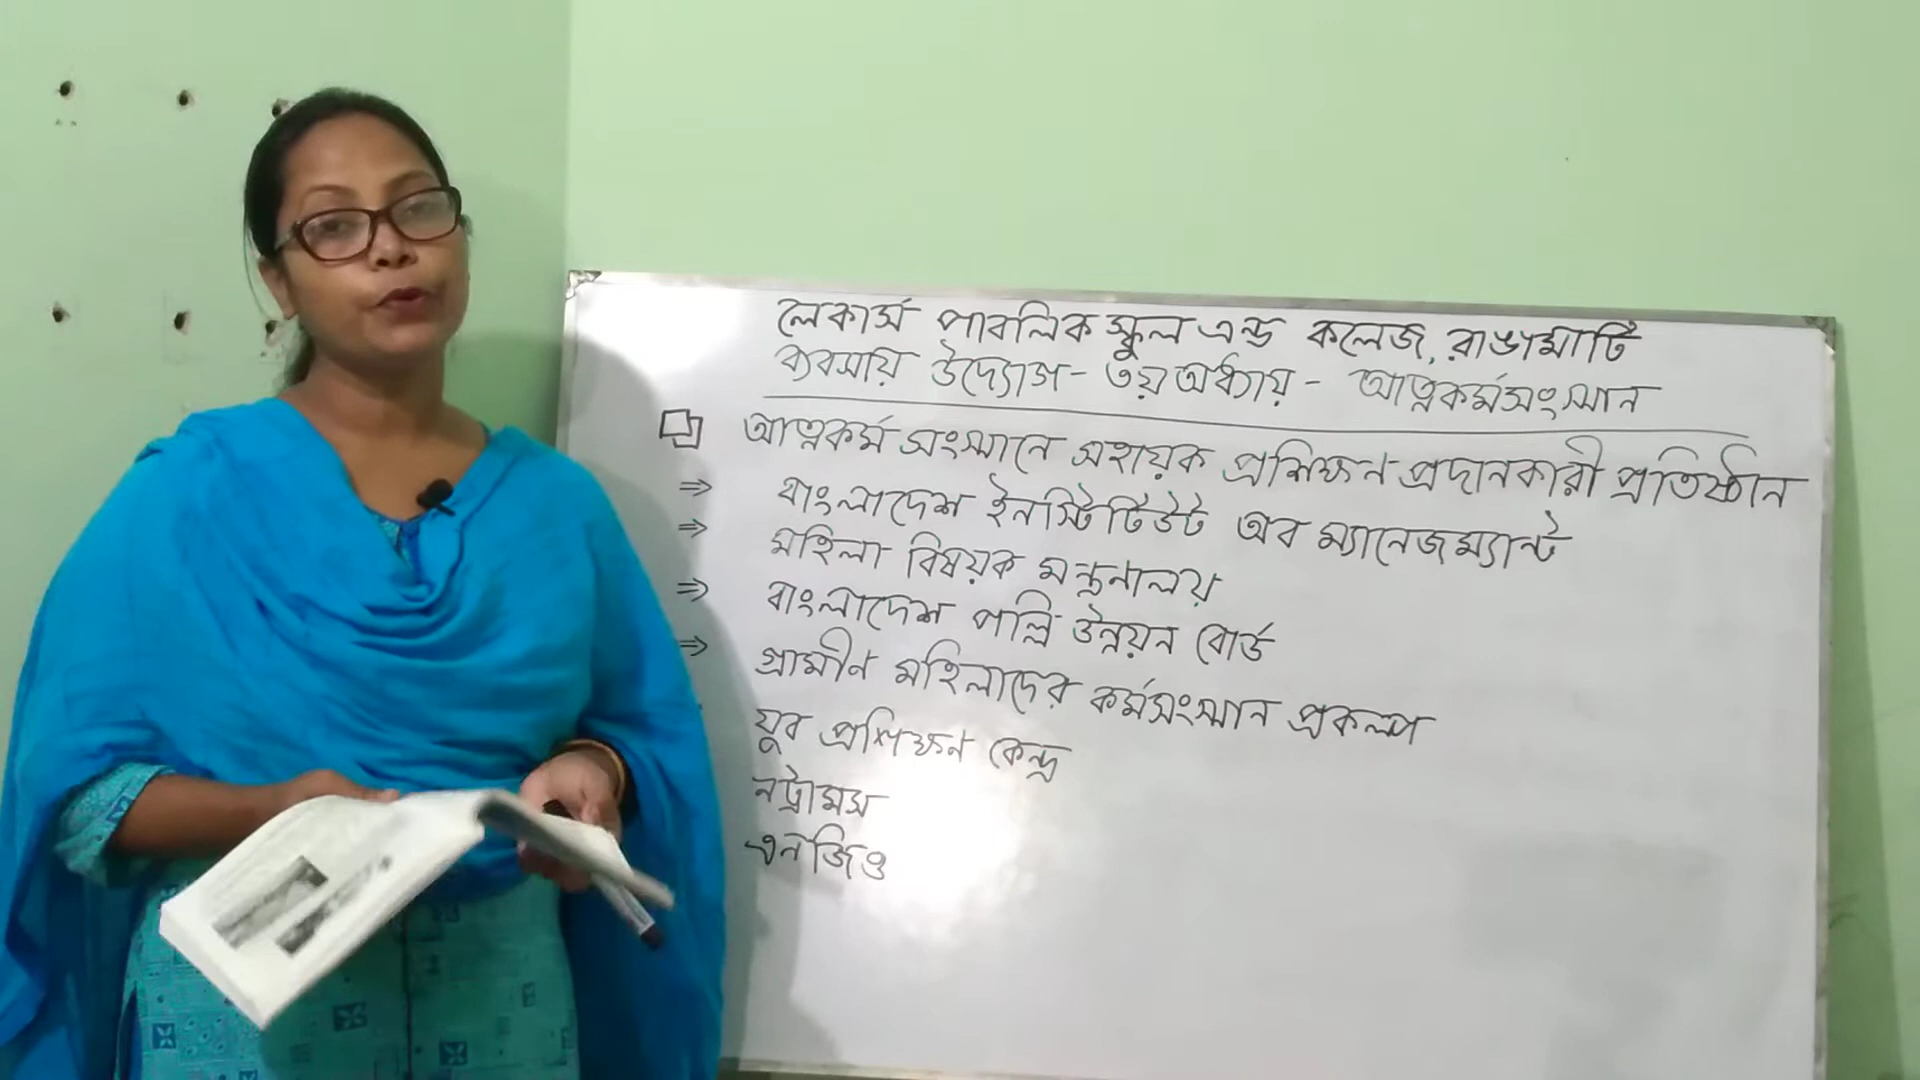 লেকার্স পাবলিক স্কুল এন্ড কলেজ, রাঙামাটি
ব্যবসায় উদ্যোগ - ৩য় অধ্যায় - আত্মকর্মসংস্থান
আত্মকর্ম সংস্থানে সহায়ক প্রশিক্ষন প্রদানকারী প্রতিষ্ঠান
⇒ বাংলাদেশ ইনস্টিটিউট অব ম্যানেজম্যান্ট
⇒ মহিলা বিষয়ক মন্ত্রনালয়
⇒ বাংলাদেশ পল্লি উন্নয়ন বোর্ড
⇒ গ্রামীণ মহিলাদের কর্মসংস্থান প্রকল্প
যুব প্রশিক্ষণ কেন্দ্র
নট্রামস
এনজিও